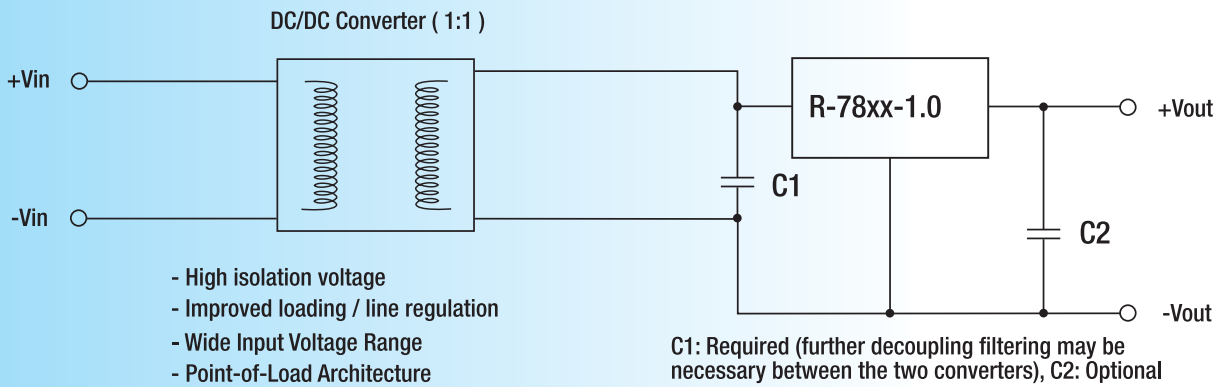 DC/DC Converter ( 1:1 )
+Vin
R-78xx-1.0
+Vout
C1
-Vin
C2
- High isolation voltage
- Improved loading / line regulation
- Wide Input Voltage Range
- Point-of-Load Architecture
-Vout
C1: Required (further decoupling filtering may be
necessary between the two converters), C2: Optional